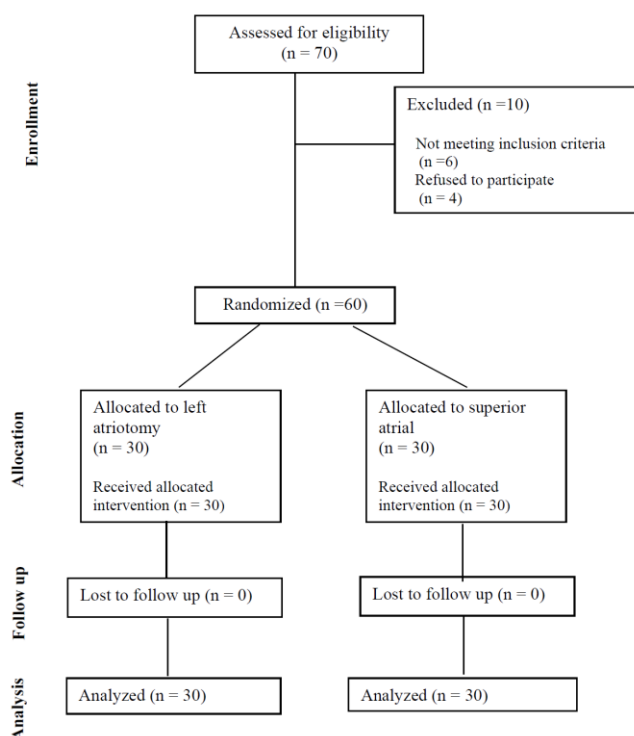 Assessed for eligibility
(n = 70)
Enrollment
Excluded (n =10)
Not meeting inclusion criteria
(n =6)
Refused to participate
(n = 4)
Randomized (n =60)
Allocation
Allocated to left
atriotomy
(n = 30)
Received allocated
intervention (n = 30)
Allocated to superior
atrial
(n = 30)
Received allocated
intervention (n = 30)
Follow up
Lost to follow up (n = 0)
Lost to follow up (n = 0)
Analysis
Analyzed (n = 30)
Analyzed (n = 30)